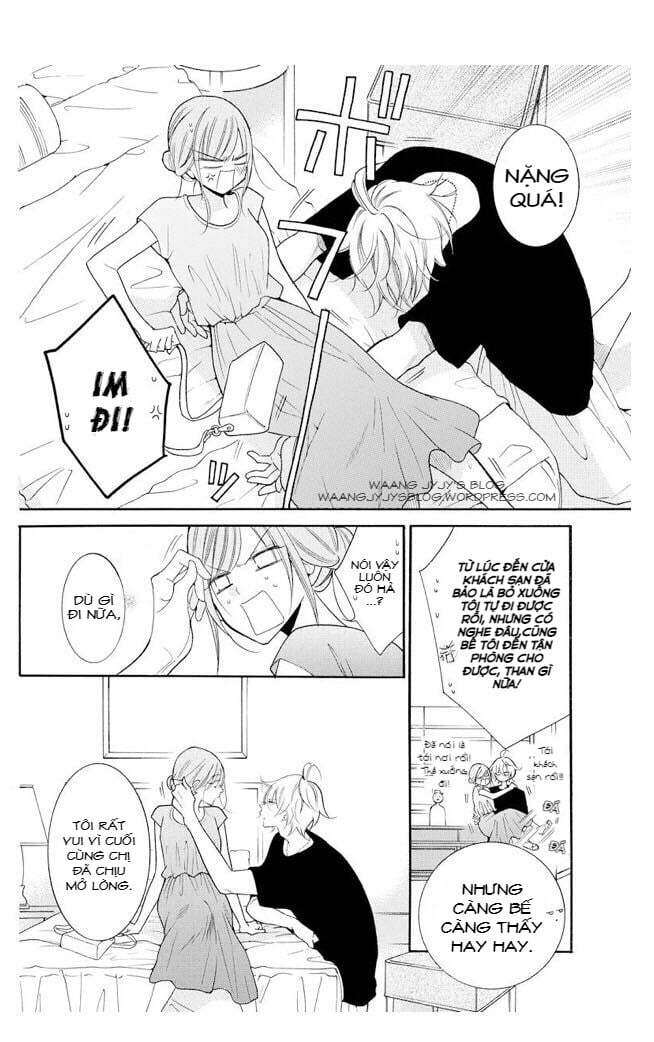 ボ
フ
NẶNG
QUÁ!
IM
ĐI!
WAANG JYJY'S BLOG
WAANGJYJYSBLOG.WORDPRESS.COM
TỪ LÚC ĐẾN CỬA
KHÁCH SẠN ĐÃ
BẢO LÀ BỎ XUỐNG
TÔI TỰ ĐI ĐƯỢC
RỒI, NHƯNG CÓ
NGHE ĐÂU,CŨNG
BẾ TÔI ĐẾN TẬN
PHÒNG CHO
ĐƯỢC, THAN GÌ
NỮA!
Đã nói là
tới nơi rồi!
Thả xuống
đi!
Tới
khách
sạn rồi!!!
NHƯNG
CÀNG BẾ
CÀNG THẤY
HAY HAY.
NÓI VẬY
LUÔN
ĐÓ HẢ
...?
DÙ GÌ
ĐI NỮA,
TÔI RẤT
VUI VÌ CUỐI
CÙNG CHỊ
ĐÃ CHỊU
MỞ LÒNG.